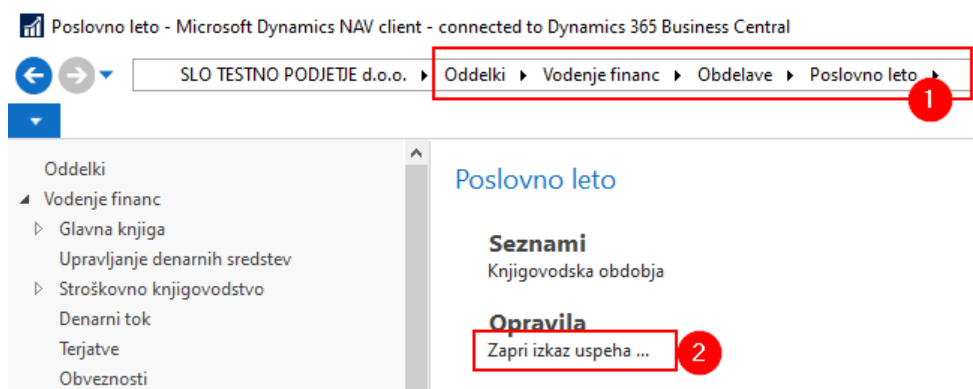 Poslovno leto - Microsoft Dynamics NAV client - connected to Dynamics 365 Business Central
SLO TESTNO PODJETJE d.o.o. Oddelki Vodenje financ Obdelave Poslovno leto
1
Oddelki
Vodenje financ
Glavna knjiga
Upravljanje denarnih sredstev
Stroškovno knjigovodstvo
Denarni tok
Terjatve
Obveznosti
Poslovno leto
Seznami
Knjigovodska obdobja
Opravila
Zapri izkaz uspeha ...
2